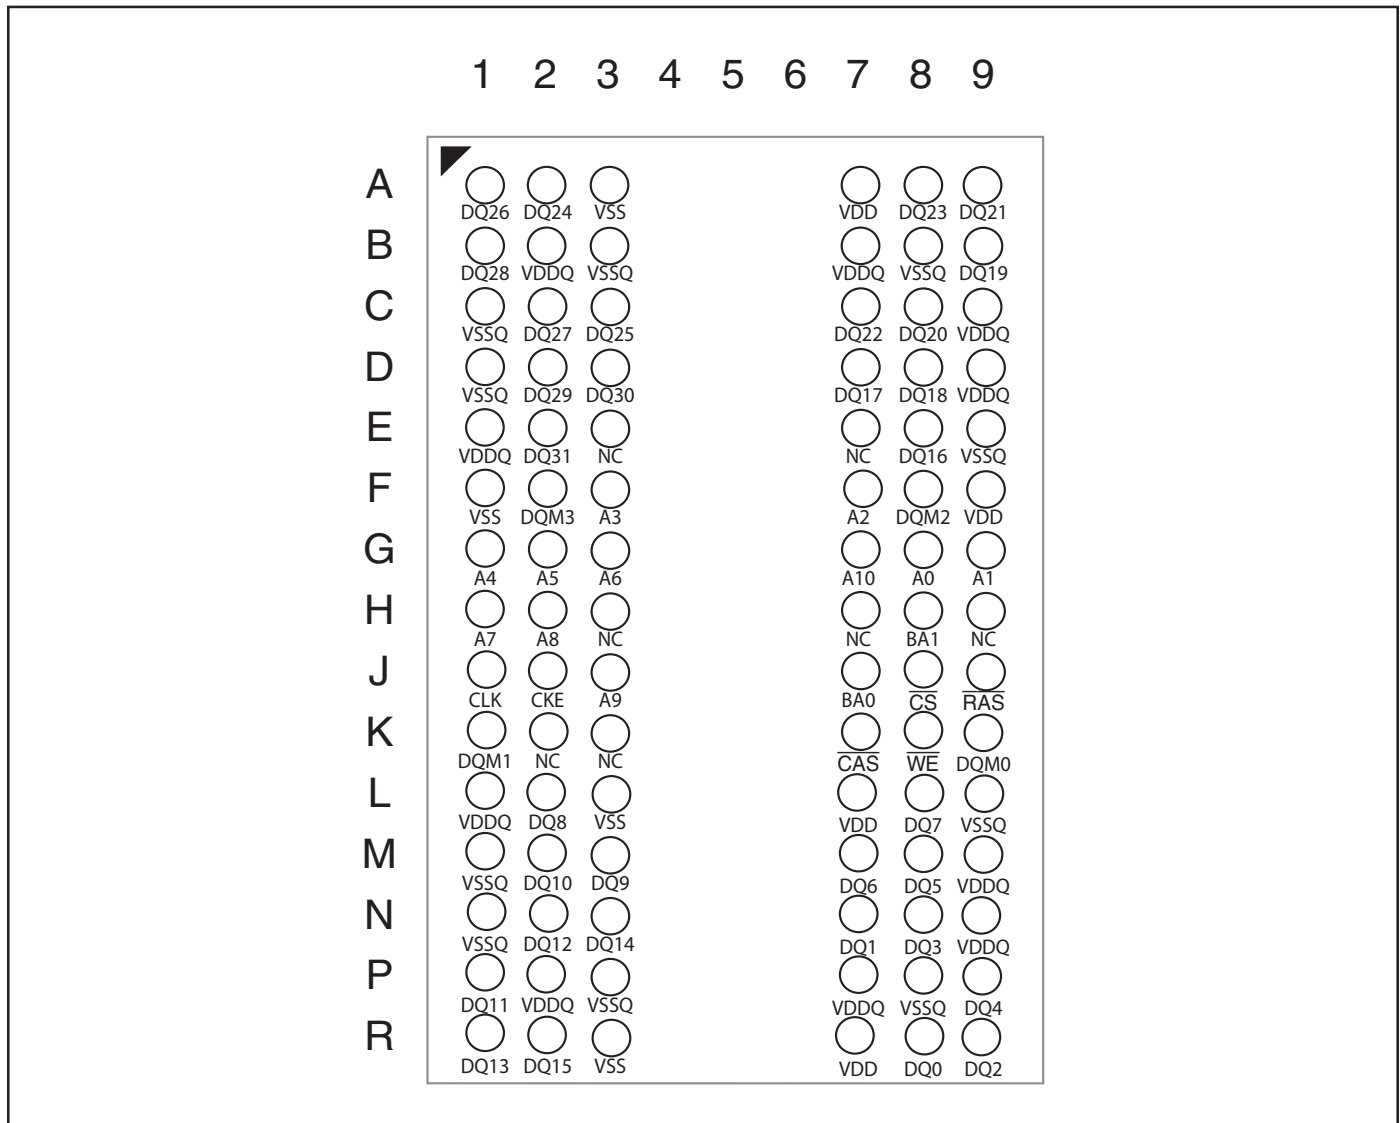 1 2 3 4 5 6 7 8 9
A
DQ26 DQ24 VSS VDD DQ23 DQ21
B
DQ28 VDDQ VSSQ VDDQ VSSQ DQ19
C
VSSQ DQ27 DQ25 DQ22 DQ20 VDDQ
D
VSSQ DQ29 DQ30 DQ17 DQ18 VDDQ
E
VDDQ DQ31 NC NC DQ16 VSSQ
F
VSS DQM3 A3 A2 DQM2 VDD
G
A4 A5 A6 A10 A0 A1
H
A7 A8 NC NC BA1 NC
J
CLK CKE A9 BA0 C̅S̅ R̅A̅S̅
K
DQM1 NC NC C̅A̅S̅ W̅E̅ DQM0
L
VDDQ DQ8 VSS VDD DQ7 VSSQ
M
VSSQ DQ10 DQ9 DQ6 DQ5 VDDQ
N
VSSQ DQ12 DQ14 DQ1 DQ3 VDDQ
P
DQ11 VDDQ VSSQ VDDQ VSSQ DQ4
R
DQ13 DQ15 VSS VDD DQ0 DQ2